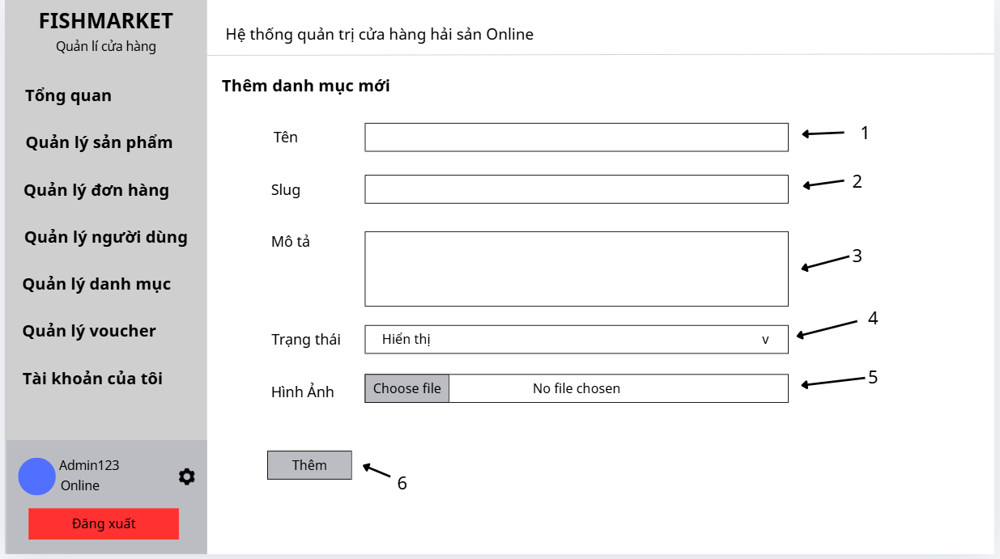 FISHMARKET
Quản lí cửa hàng
Tổng quan
Quản lý sản phẩm
Quản lý đơn hàng
Quản lý người dùng
Quản lý danh mục
Quản lý voucher
Tài khoản của tôi
Admin123
Online
Đăng xuất
Hệ thống quản trị cửa hàng hải sản Online
Thêm danh mục mới
Tên 1
Slug 2
Mô tả 3
Trạng thái Hiển thị v 4
Hình Ảnh Choose file No file chosen 5
Thêm 6